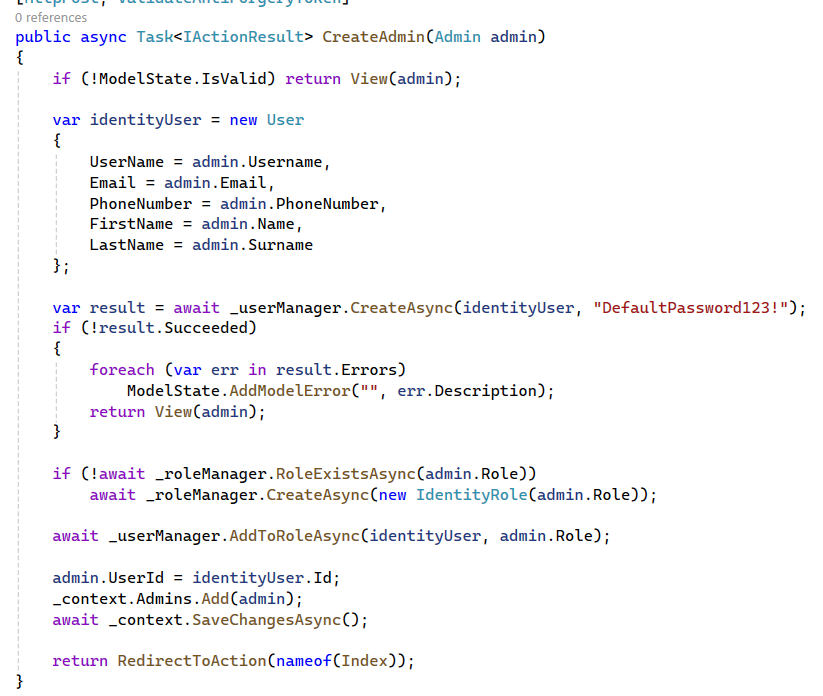 [HttpPost, ValidateAntiForgeryToken]
0 references
public async Task<IActionResult> CreateAdmin(Admin admin)
{
    if (!ModelState.IsValid) return View(admin);

    var identityUser = new User
    {
        UserName = admin.Username,
        Email = admin.Email,
        PhoneNumber = admin.PhoneNumber,
        FirstName = admin.Name,
        LastName = admin.Surname
    };

    var result = await _userManager.CreateAsync(identityUser, "DefaultPassword123!");
    if (!result.Succeeded)
    {
        foreach (var err in result.Errors)
            ModelState.AddModelError("", err.Description);
        return View(admin);
    }

    if (!await _roleManager.RoleExistsAsync(admin.Role))
        await _roleManager.CreateAsync(new IdentityRole(admin.Role));

    await _userManager.AddToRoleAsync(identityUser, admin.Role);

    admin.UserId = identityUser.Id;
    _context.Admins.Add(admin);
    await _context.SaveChangesAsync();

    return RedirectToAction(nameof(Index));
}